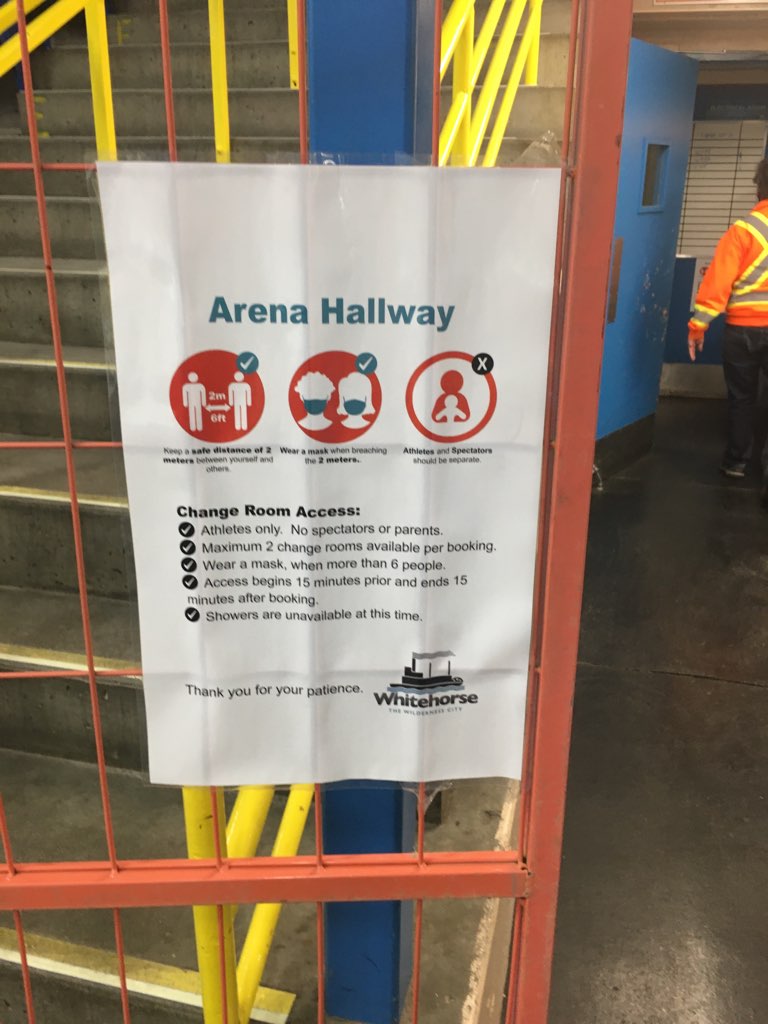 Arena Hallway
2m
6ft
X
Keep a safe distance of 2
meters between yourself and
others.
Wear a mask when breaching
the 2 meters..
Athletes and Spectators
should be separate.
Change Room Access:
Athletes only. No spectators or parents.
Maximum 2 change rooms available per booking.
Wear a mask, when more than 6 people.
Access begins 15 minutes prior and ends 15
minutes after booking.
Showers are unavailable at this time.
Thank you for your patience.
Whitehorse
THE WILDERNESS CITY